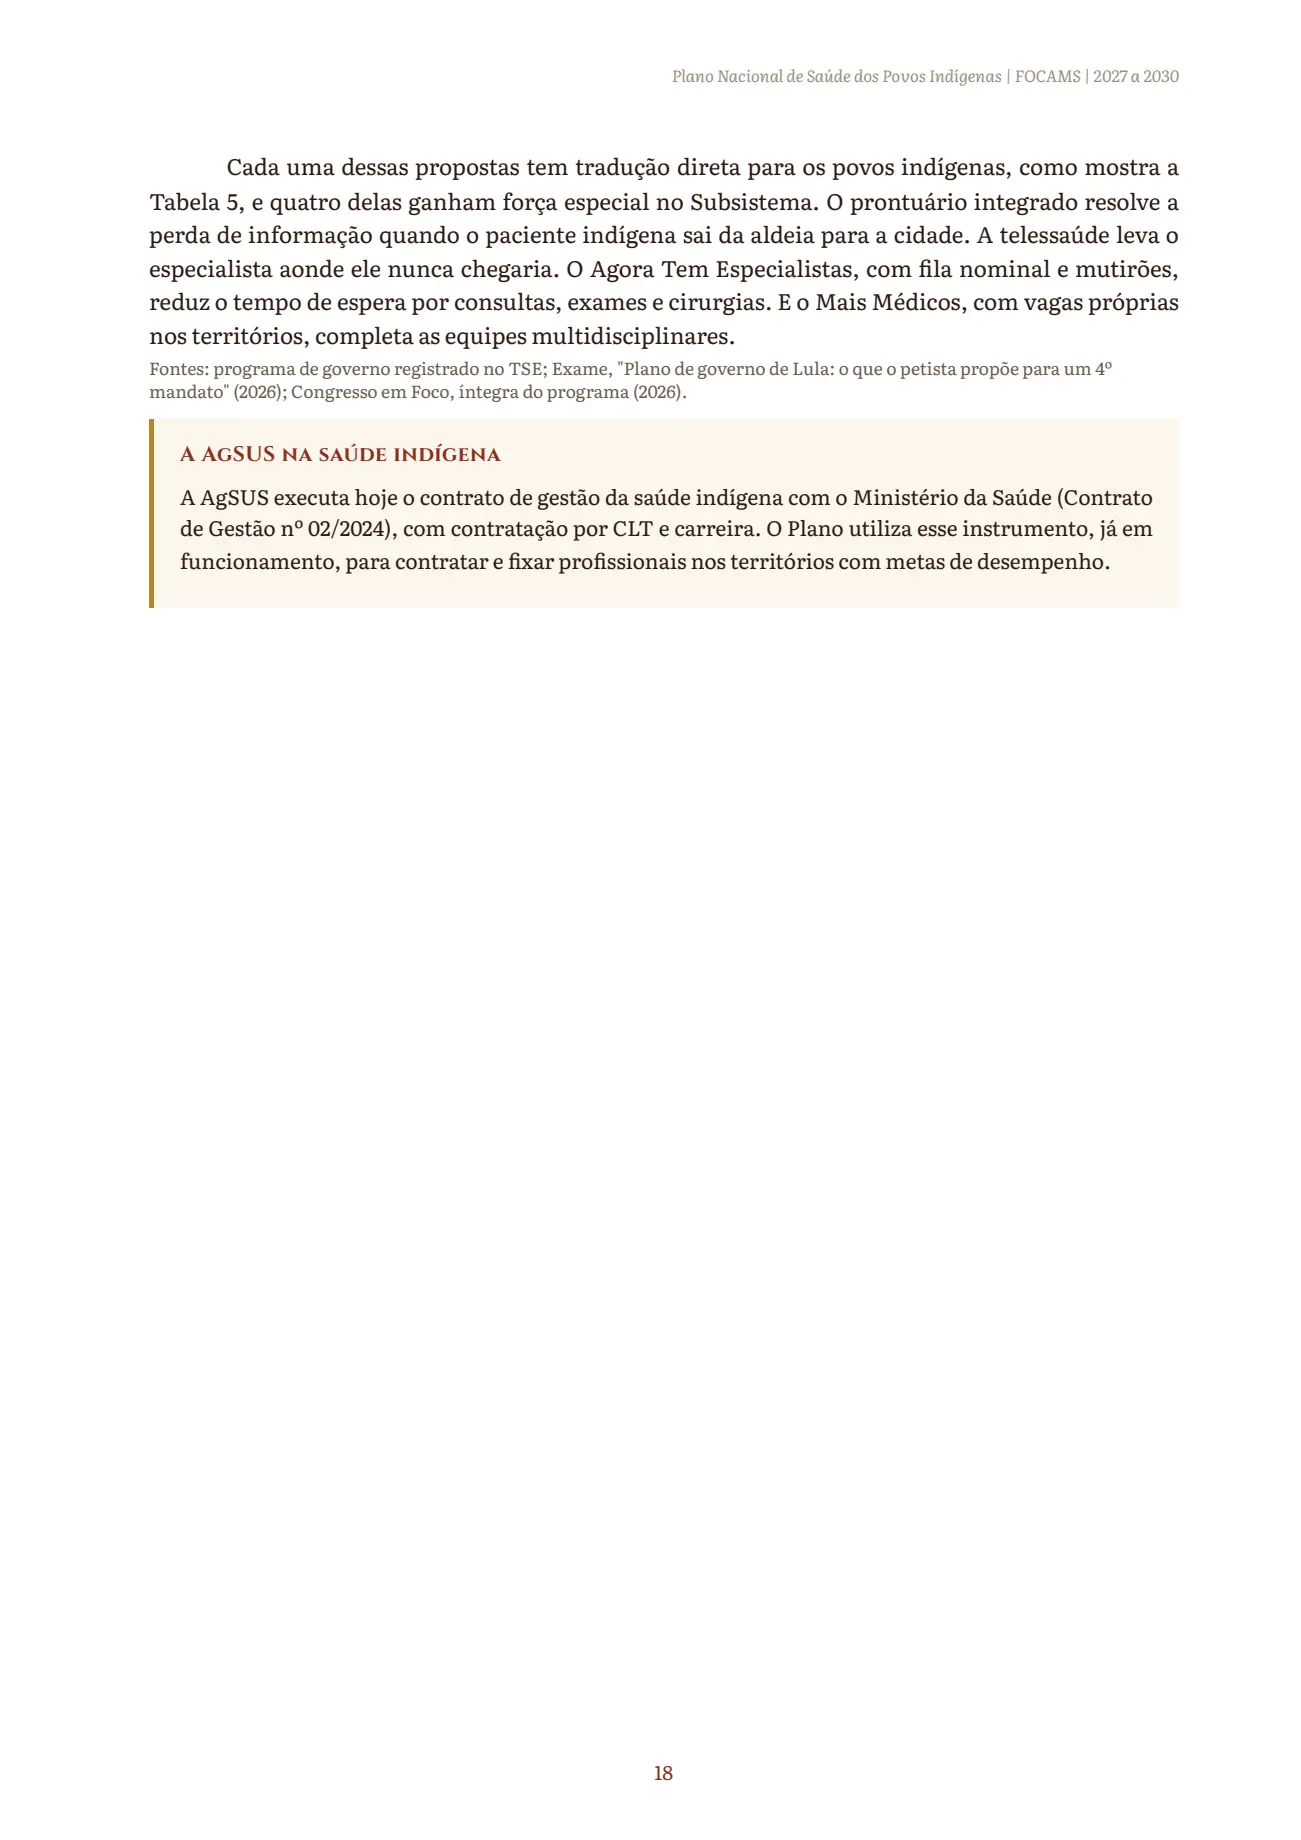 Plano Nacional de Saúde dos Povos Indígenas | FOCAMS | 2027 a 2030
Cada uma dessas propostas tem tradução direta para os povos indígenas, como mostra a
Tabela 5, e quatro delas ganham força especial no Subsistema. O prontuário integrado resolve a
perda de informação quando o paciente indígena sai da aldeia para a cidade. A telessaúde leva o
especialista aonde ele nunca chegaria. O Agora Tem Especialistas, com fila nominal e mutirões,
reduz o tempo de espera por consultas, exames e cirurgias. E o Mais Médicos, com vagas próprias
nos territórios, completa as equipes multidisciplinares.
Fontes: programa de governo registrado no TSE; Exame, "Plano de governo de Lula: o que o petista propõe para um 4º
mandato" (2026); Congresso em Foco, íntegra do programa (2026).
A AgSUS na saúde indígena
A AgSUS executa hoje o contrato de gestão da saúde indígena com o Ministério da Saúde (Contrato
de Gestão nº 02/2024), com contratação por CLT e carreira. O Plano utiliza esse instrumento, já em
funcionamento, para contratar e fixar profissionais nos territórios com metas de desempenho.
18